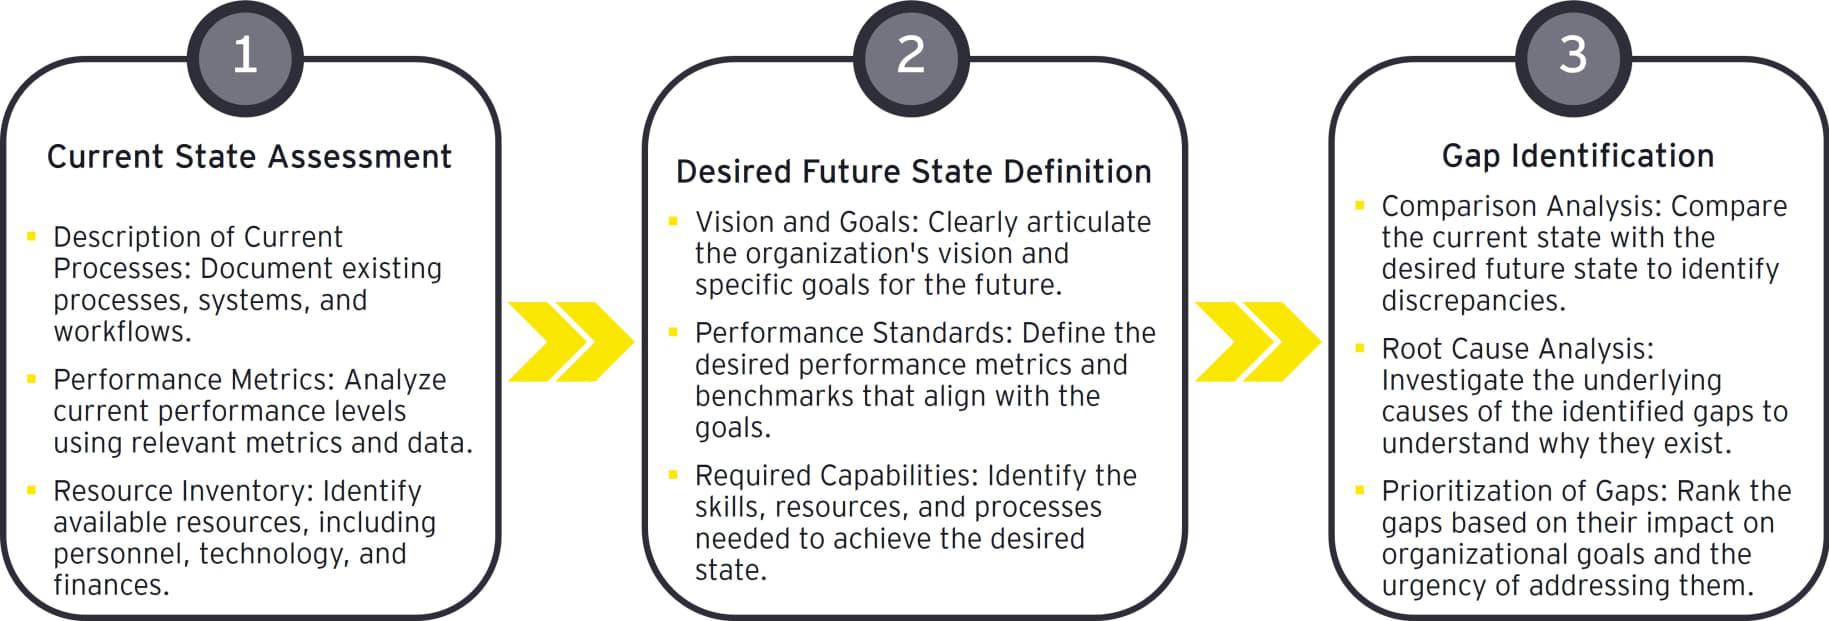 1
Current State Assessment
Description of Current
Processes: Document existing
processes, systems, and
workflows.
Performance Metrics: Analyze
current performance levels
using relevant metrics and data.
Resource Inventory: Identify
available resources, including
personnel, technology, and
finances.
2
Desired Future State Definition
Vision and Goals: Clearly articulate
the organization's vision and
specific goals for the future.
Performance Standards: Define the
desired performance metrics and
benchmarks that align with the
goals.
Required Capabilities: Identify the
skills, resources, and processes
needed to achieve the desired
state.
3
Gap Identification
Comparison Analysis: Compare
the current state with the
desired future state to identify
discrepancies.
Root Cause Analysis:
Investigate the underlying
causes of the identified gaps to
understand why they exist.
Prioritization of Gaps: Rank the
gaps based on their impact on
organizational goals and the
urgency of addressing them.